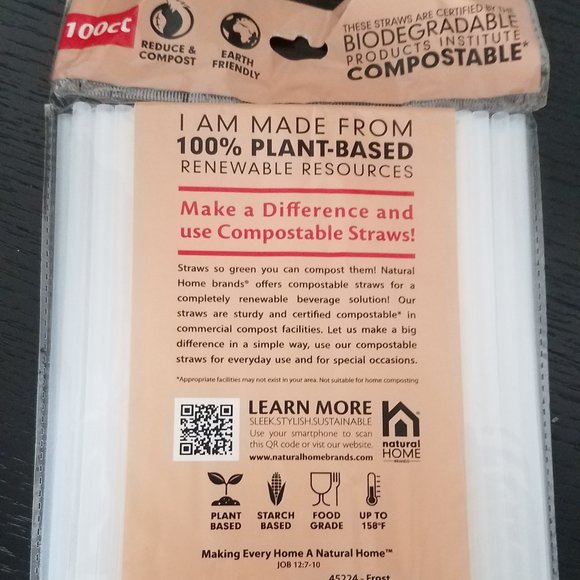 100ct
REDUCE &
COMPOST
EARTH
FRIENDLY
THESE STRAWS ARE CERTIFIED BY THE
BIODEGRADABLE
PRODUCTS INSTITUTE
COMPOSTABLE*
I AM MADE FROM
100% PLANT-BASED
RENEWABLE RESOURCES
Make a Difference and
use Compostable Straws!
Straws so green you can compost them! Natural
Home brands® offers compostable straws for a
completely renewable beverage solution! Our
straws are sturdy and certified compostable* in
commercial compost facilities. Let us make a big
difference in a simple way, use our compostable
straws for everyday use and for special occasions.
*Appropriate facilities may not exist in your area. Not suitable for home composting
LEARN MORE
SLEEK.STYLISH.SUSTAINABLE
Use your smartphone to scan
this QR code or vist our website.
www.naturalhomebrands.com
natural
HOME
BRANDS
PLANT
BASED
STARCH
BASED
FOOD
GRADE
UP TO
158°F
Making Every Home A Natural Home™
JOB 12:7-10
45224 - Frost